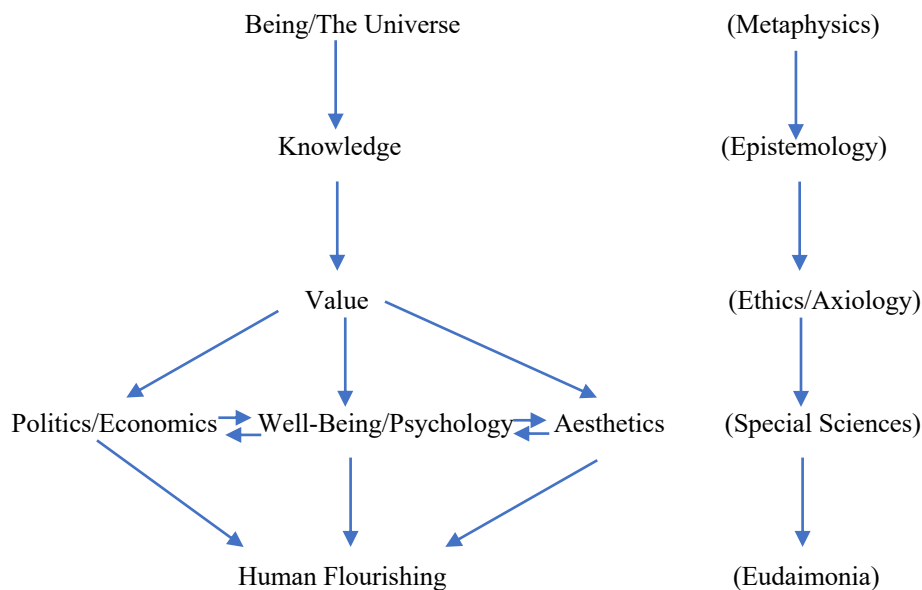 Being/The Universe (Metaphysics)
Knowledge (Epistemology)
Value (Ethics/Axiology)
Politics/Economics Well-Being/Psychology Aesthetics (Special Sciences)
Human Flourishing (Eudaimonia)